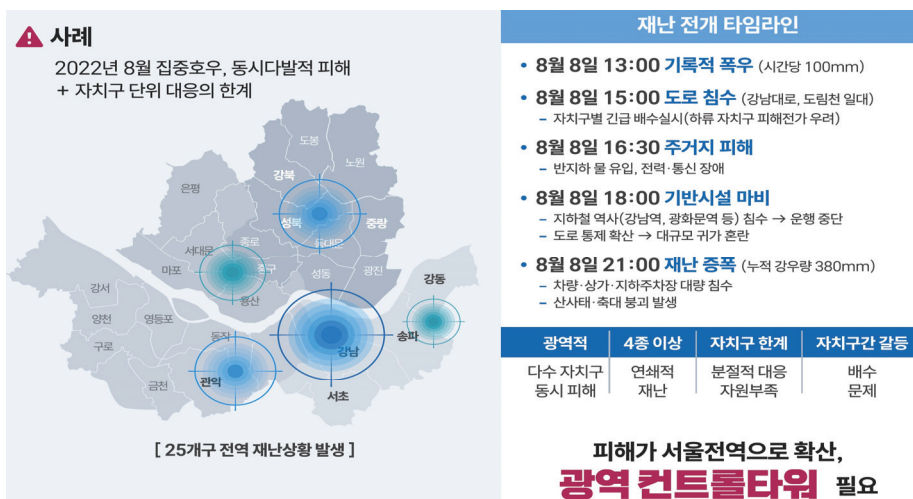 사례
2022년 8월 집중호우, 동시다발적 피해
+ 자치구 단위 대응의 한계
도봉
노원
강북
은평
성북
중랑
종로
동대문
서대문
마포
중구
성동
광진
강동
강서
용산
양천
영등포
동작
송파
구로
강남
관악
금천
서초
[ 25개구 전역 재난상황 발생 ]
재난 전개 타임라인
• 8월 8일 13:00 기록적 폭우 (시간당 100mm)
• 8월 8일 15:00 도로 침수 (강남대로, 도림천 일대)
– 자치구별 긴급 배수실시(하류 자치구 피해전가 우려)
• 8월 8일 16:30 주거지 피해
– 반지하 물 유입, 전력·통신 장애
• 8월 8일 18:00 기반시설 마비
– 지하철 역사(강남역, 광화문역 등) 침수 → 운행 중단
– 도로 통제 확산 → 대규모 귀가 혼란
• 8월 8일 21:00 재난 증폭 (누적 강우량 380mm)
– 차량·상가·지하주차장 대량 침수
– 산사태·축대 붕괴 발생
광역적 4종 이상 자치구 한계 자치구간 갈등
다수 자치구 연쇄적 분절적 대응 배수
동시 피해 재난 자원부족 문제
피해가 서울전역으로 확산,
광역 컨트롤타워 필요